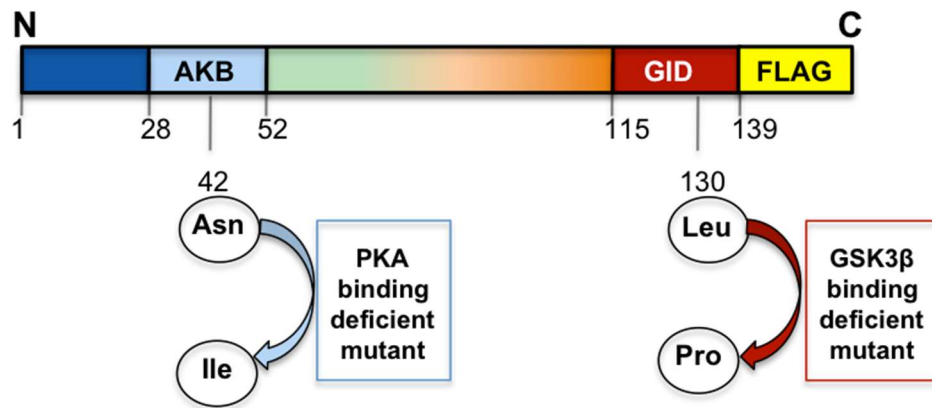 N C
AKB GID FLAG
1 28 52 115 139
42 130
Asn Leu
PKA
binding
deficient
mutant
GSK3β
binding
deficient
mutant
Ile Pro